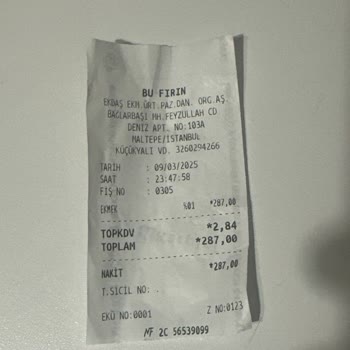 BU FIRIN
EKDAŞ EKM.ÜRT.PAZ.DAN. ORG.AŞ.
BAĞLARBAŞI MH.FEYZULLAH CD
DENİZ APT. NO:103A
MALTEPE/İSTANBUL
KÜÇÜKYALI VD. 3260294266
TARİH : 09/03/2025
SAAT : 23:47:58
FİŞ NO : 0305
EKMEK %01 *287,00
TOPKDV *2,84
TOPLAM *287,00
NAKİT *287,00
T.SİCİL NO:
EKÜ NO:0001 Z NO:0123
MF 2C 56539099